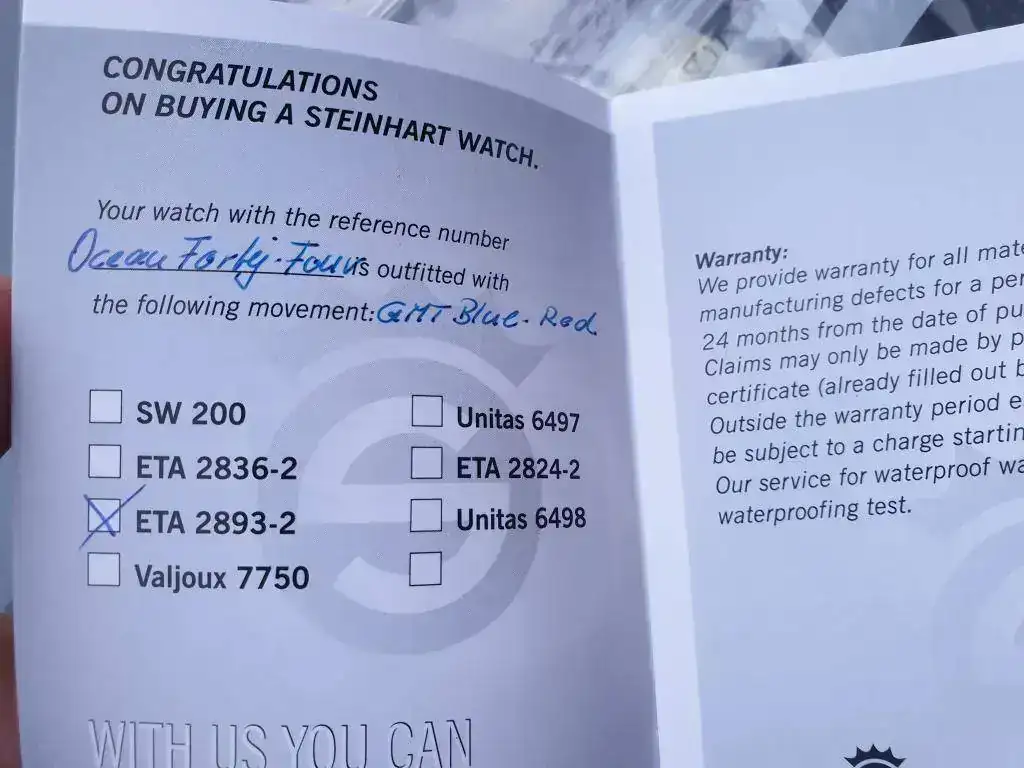 CONGRATULATIONS
ON BUYING A STEINHART WATCH.
Your watch with the reference number
Ocean Forty-Four is outfitted with
the following movement: GMT Blue-Red
SW 200
ETA 2836-2
ETA 2893-2
Valjoux 7750
Unitas 6497
ETA 2824-2
Unitas 6498
WITH US YOU CAN
Warranty:
We provide warranty for all mate
manufacturing defects for a per
24 months from the date of pu
Claims may only be made by p
certificate (already filled out b
Outside the warranty period e
be subject to a charge startin
Our service for waterproof wa
waterproofing test.